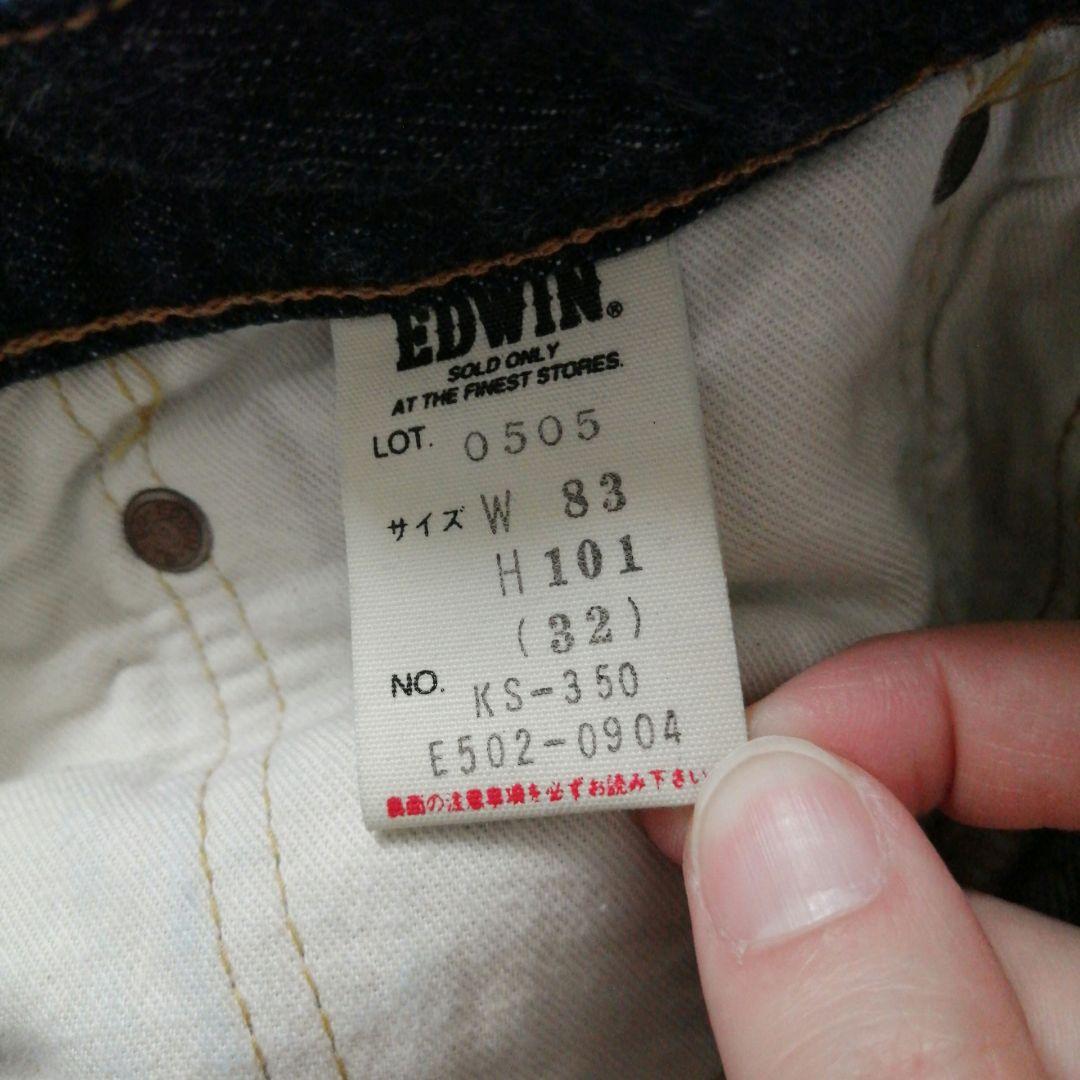 EDWIN®
SOLD ONLY
AT THE FINEST STORES.
LOT. 0505
サイズ W 83
H 101
(32)
NO. KS-350
E502-0904
裏面の注意事項を必ずお読み下さい